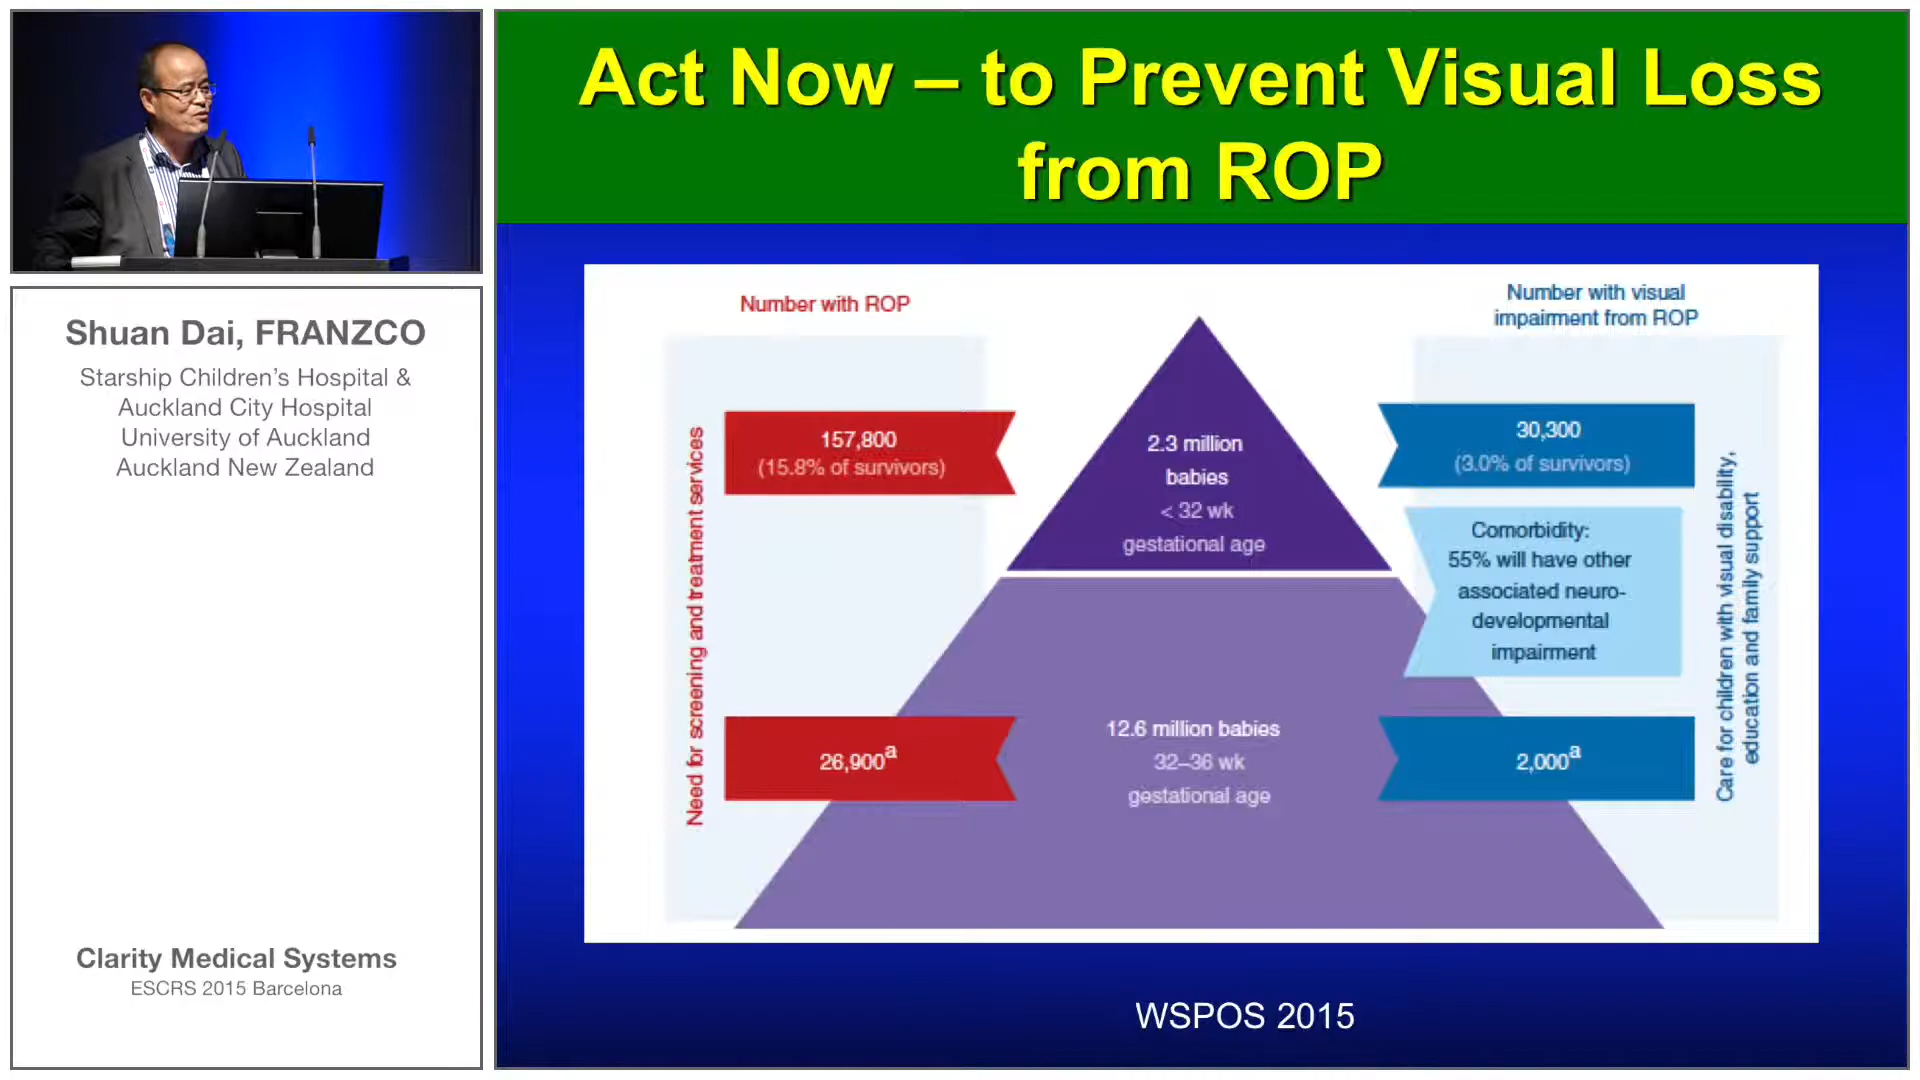 Act Now – to Prevent Visual Loss
from ROP
Shuan Dai, FRANZCO
Starship Children's Hospital &
Auckland City Hospital
University of Auckland
Auckland New Zealand
Clarity Medical Systems
ESCRS 2015 Barcelona
Number with ROP
Need for screening and treatment services
157,800
(15.8% of survivors)
26,900a
2.3 million
babies
< 32 wk
gestational age
12.6 million babies
32–36 wk
gestational age
Number with visual
impairment from ROP
30,300
(3.0% of survivors)
Comorbidity:
55% will have other
associated neuro-
developmental
impairment
2,000a
Care for children with visual disability,
education and family support
WSPOS 2015